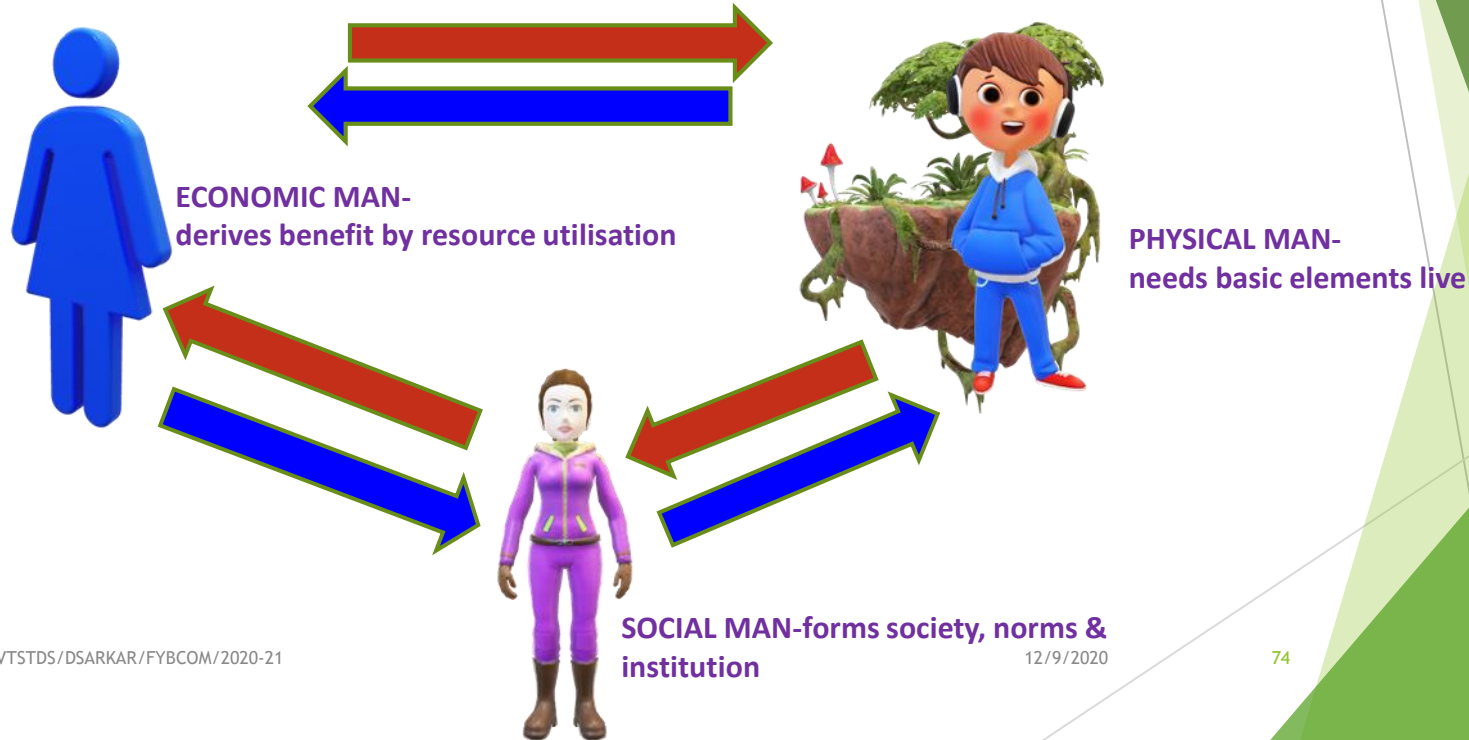 ECONOMIC MAN-
derives benefit by resource utilisation
PHYSICAL MAN-
needs basic elements live
SOCIAL MAN-forms society, norms &
institution
VTSTDS/DSARKAR/FYBCOM/2020-21
12/9/2020
74